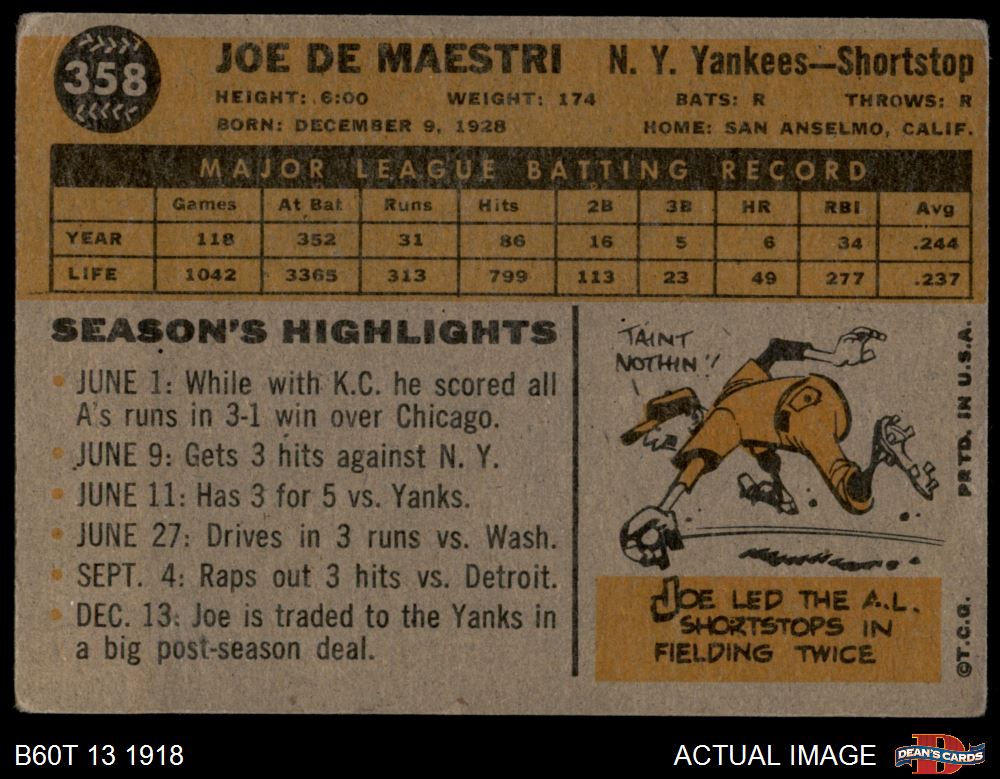 358
JOE DE MAESTRI N. Y. Yankees—Shortstop
HEIGHT: 6:00 WEIGHT: 174 BATS: R THROWS: R
BORN: DECEMBER 9, 1928 HOME: SAN ANSELMO, CALIF.
MAJOR LEAGUE BATTING RECORD
Games At Bat Runs Hits 2B 3B HR RBI Avg
YEAR 118 352 31 86 16 5 6 34 .244
LIFE 1042 3365 313 799 113 23 49 277 .237
SEASON'S HIGHLIGHTS
• JUNE 1: While with K.C. he scored all
A's runs in 3-1 win over Chicago.
• JUNE 9: Gets 3 hits against N. Y.
• JUNE 11: Has 3 for 5 vs. Yanks.
• JUNE 27: Drives in 3 runs vs. Wash.
• SEPT. 4: Raps out 3 hits vs. Detroit.
• DEC. 13: Joe is traded to the Yanks in
a big post-season deal.
'TAINT
NOTHIN'!
JOE LED THE A.L.
SHORTSTOPS IN
FIELDING TWICE
©T.C.G. PRTD. IN U.S.A.
B60T 13 1918 ACTUAL IMAGE DEAN'S CARDS